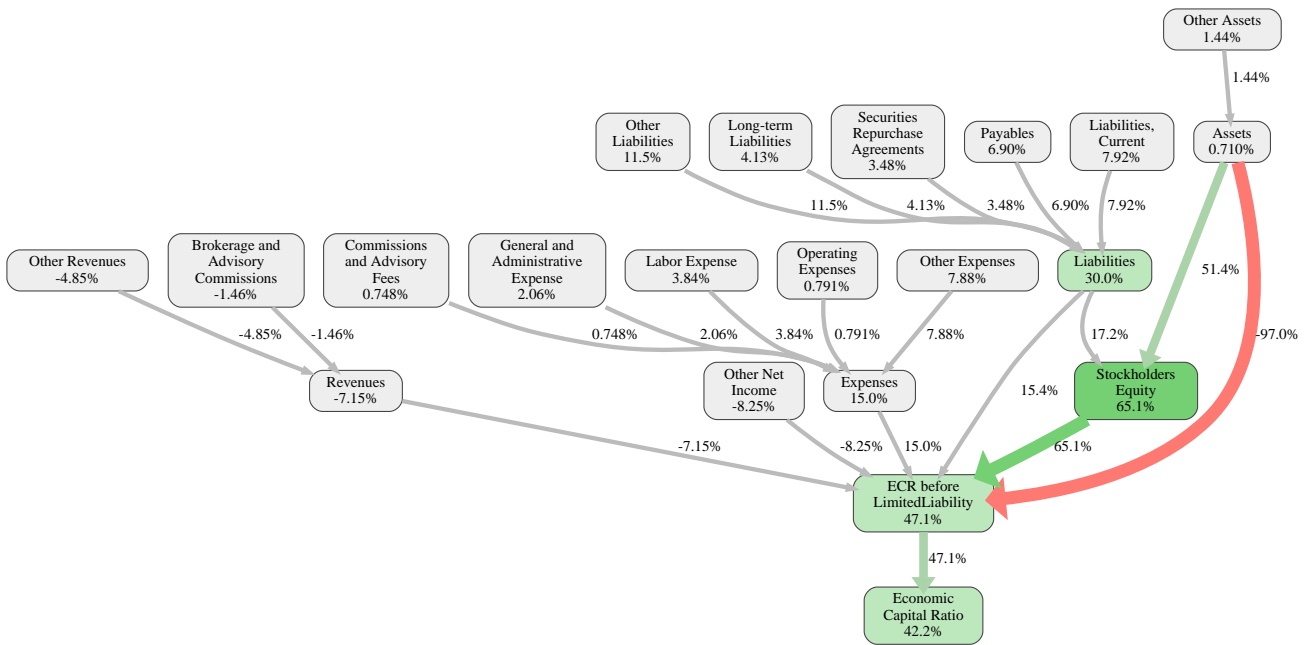 Other Assets
1.44%
1.44%
Other
Liabilities
11.5%
Long-term
Liabilities
4.13%
Securities
Repurchase
Agreements
3.48%
Payables
6.90%
Liabilities,
Current
7.92%
Assets
0.710%
11.5%
4.13%
3.48%
6.90%
7.92%
Other Revenues
-4.85%
Brokerage and
Advisory
Commissions
-1.46%
Commissions
and Advisory
Fees
0.748%
General and
Administrative
Expense
2.06%
Labor Expense
3.84%
Operating
Expenses
0.791%
Other Expenses
7.88%
Liabilities
30.0%
51.4%
-4.85%
-1.46%
0.748%
2.06%
3.84%
0.791%
7.88%
17.2%
-97.0%
Revenues
-7.15%
Other Net
Income
-8.25%
Expenses
15.0%
15.4%
Stockholders
Equity
65.1%
-7.15%
-8.25%
15.0%
65.1%
ECR before
LimitedLiability
47.1%
47.1%
Economic
Capital Ratio
42.2%